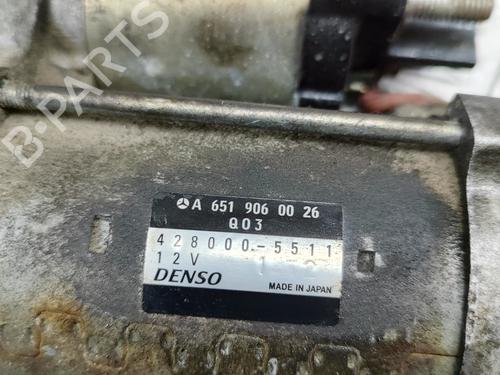 B-PARTS
A 651 906 00 26
Q03
428000-5511
12V
DENSO MADE IN JAPAN